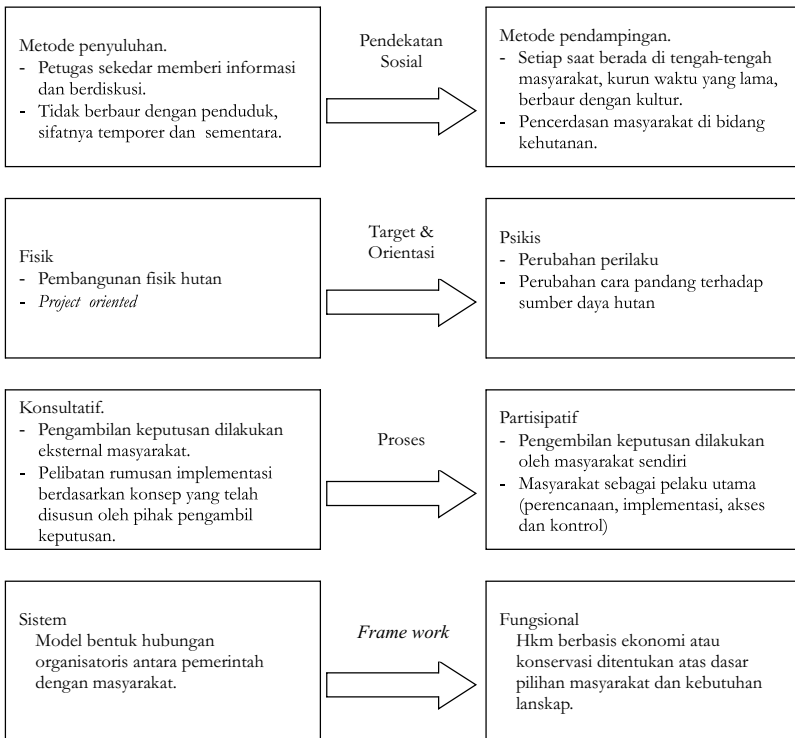 Metode penyuluhan.
- Petugas sekedar memberi informasi
dan berdiskusi.
- Tidak berbaur dengan penduduk,
sifatnya temporer dan sementara.
Pendekatan
Sosial
Metode pendampingan.
- Setiap saat berada di tengah-tengah
masyarakat, kurun waktu yang lama,
berbaur dengan kultur.
- Pencerdasan masyarakat di bidang
kehutanan.
Fisik
- Pembangunan fisik hutan
- Project oriented
Target &
Orientasi
Psikis
- Perubahan perilaku
- Perubahan cara pandang terhadap
sumber daya hutan
Konsultatif.
- Pengambilan keputusan dilakukan
eksternal masyarakat.
- Pelibatan rumusan implementasi
berdasarkan konsep yang telah
disusun oleh pihak pengambil
keputusan.
Proses
Partisipatif
- Pengembilan keputusan dilakukan
oleh masyarakat sendiri
- Masyarakat sebagai pelaku utama
(perencanaan, implementasi, akses
dan kontrol)
Sistem
Model bentuk hubungan
organisatoris antara pemerintah
dengan masyarakat.
Frame work
Fungsional
Hkm berbasis ekonomi atau
konservasi ditentukan atas dasar
pilihan masyarakat dan kebutuhan
lanskap.